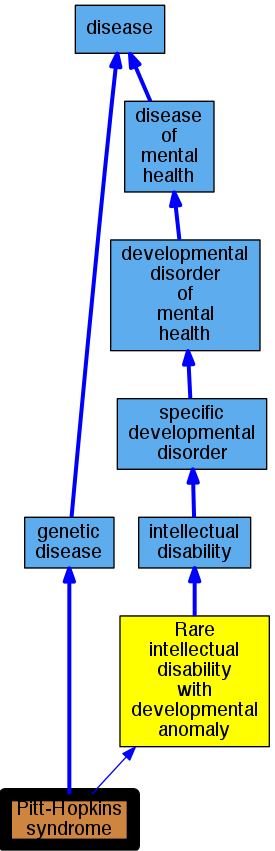 disease
disease
of
mental
health
developmental
disorder
of
mental
health
specific
developmental
disorder
genetic
disease
intellectual
disability
Rare
intellectual
disability
with
developmental
anomaly
Pitt-Hopkins
syndrome